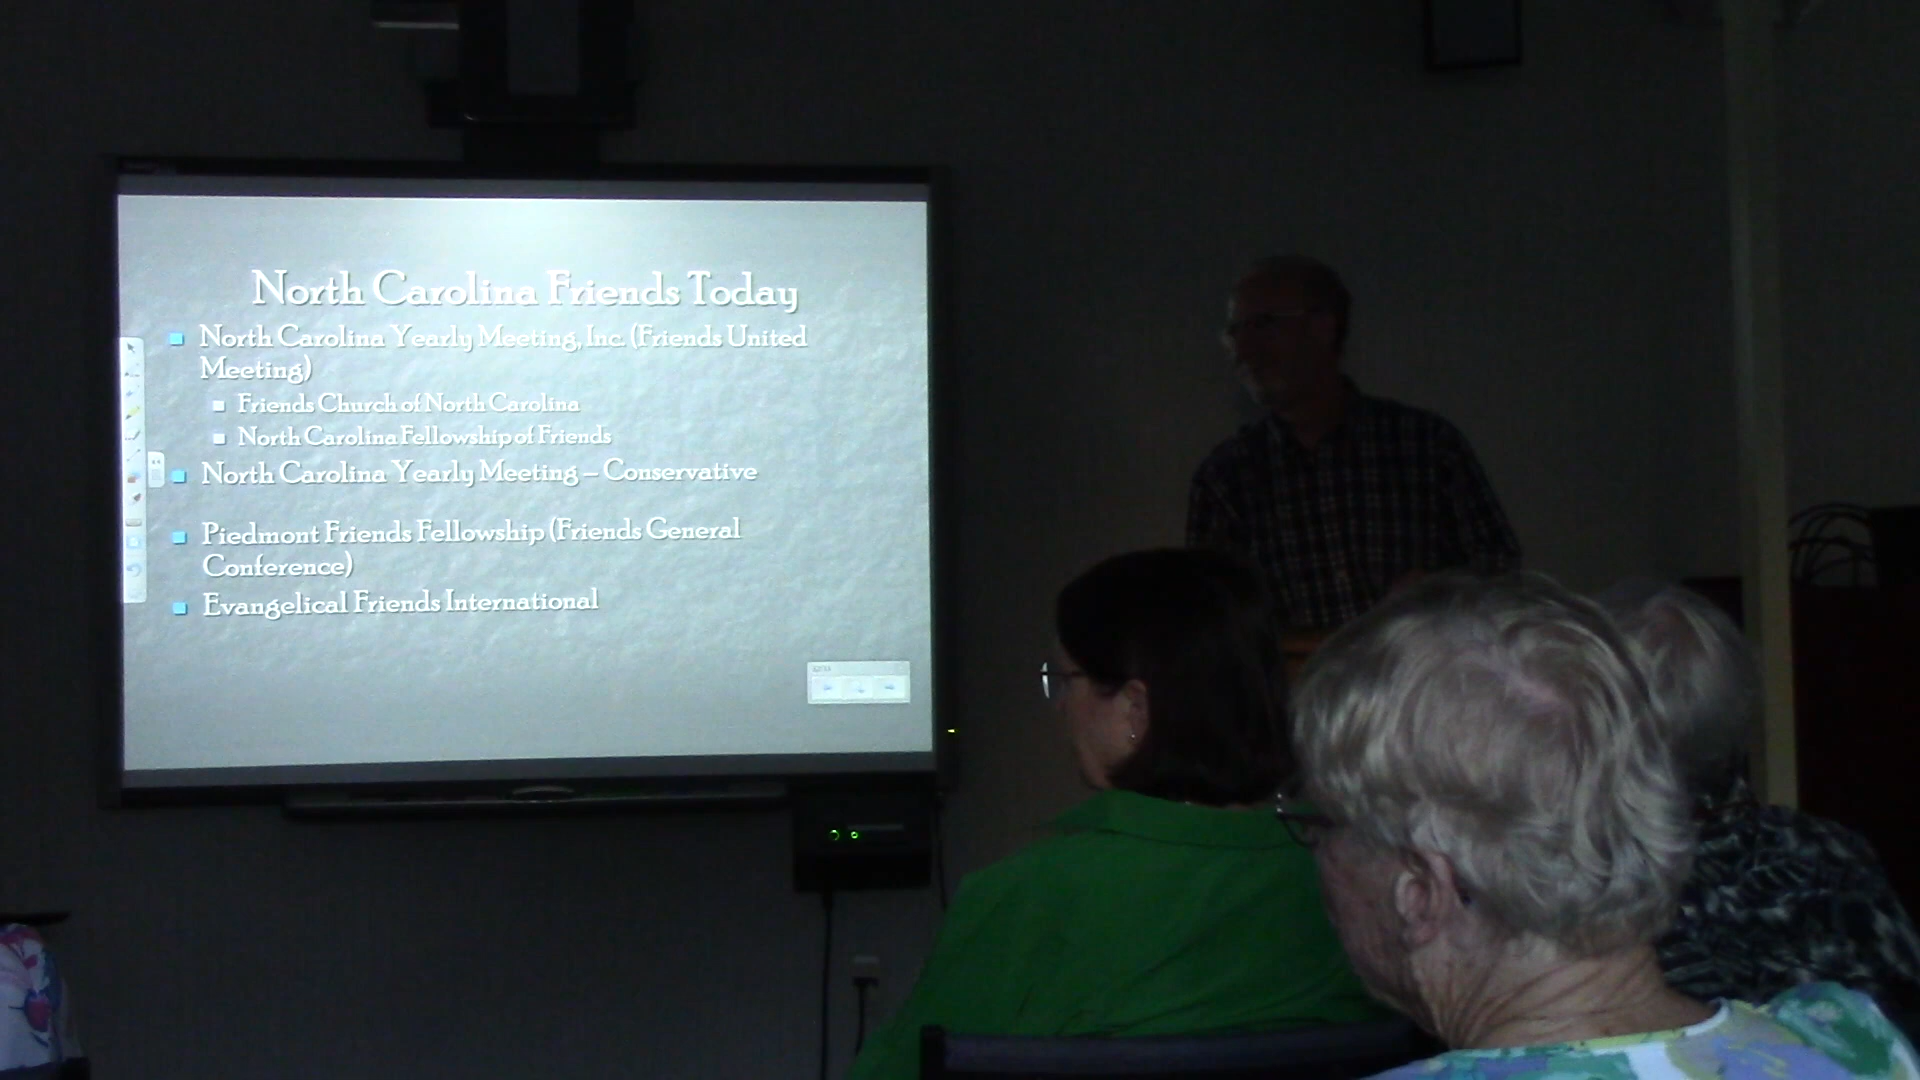 North Carolina Friends Today
North Carolina Yearly Meeting, Inc. (Friends United
Meeting)
Friends Church of North Carolina
North Carolina Fellowship of Friends
North Carolina Yearly Meeting – Conservative
Piedmont Friends Fellowship (Friends General
Conference)
Evangelical Friends International